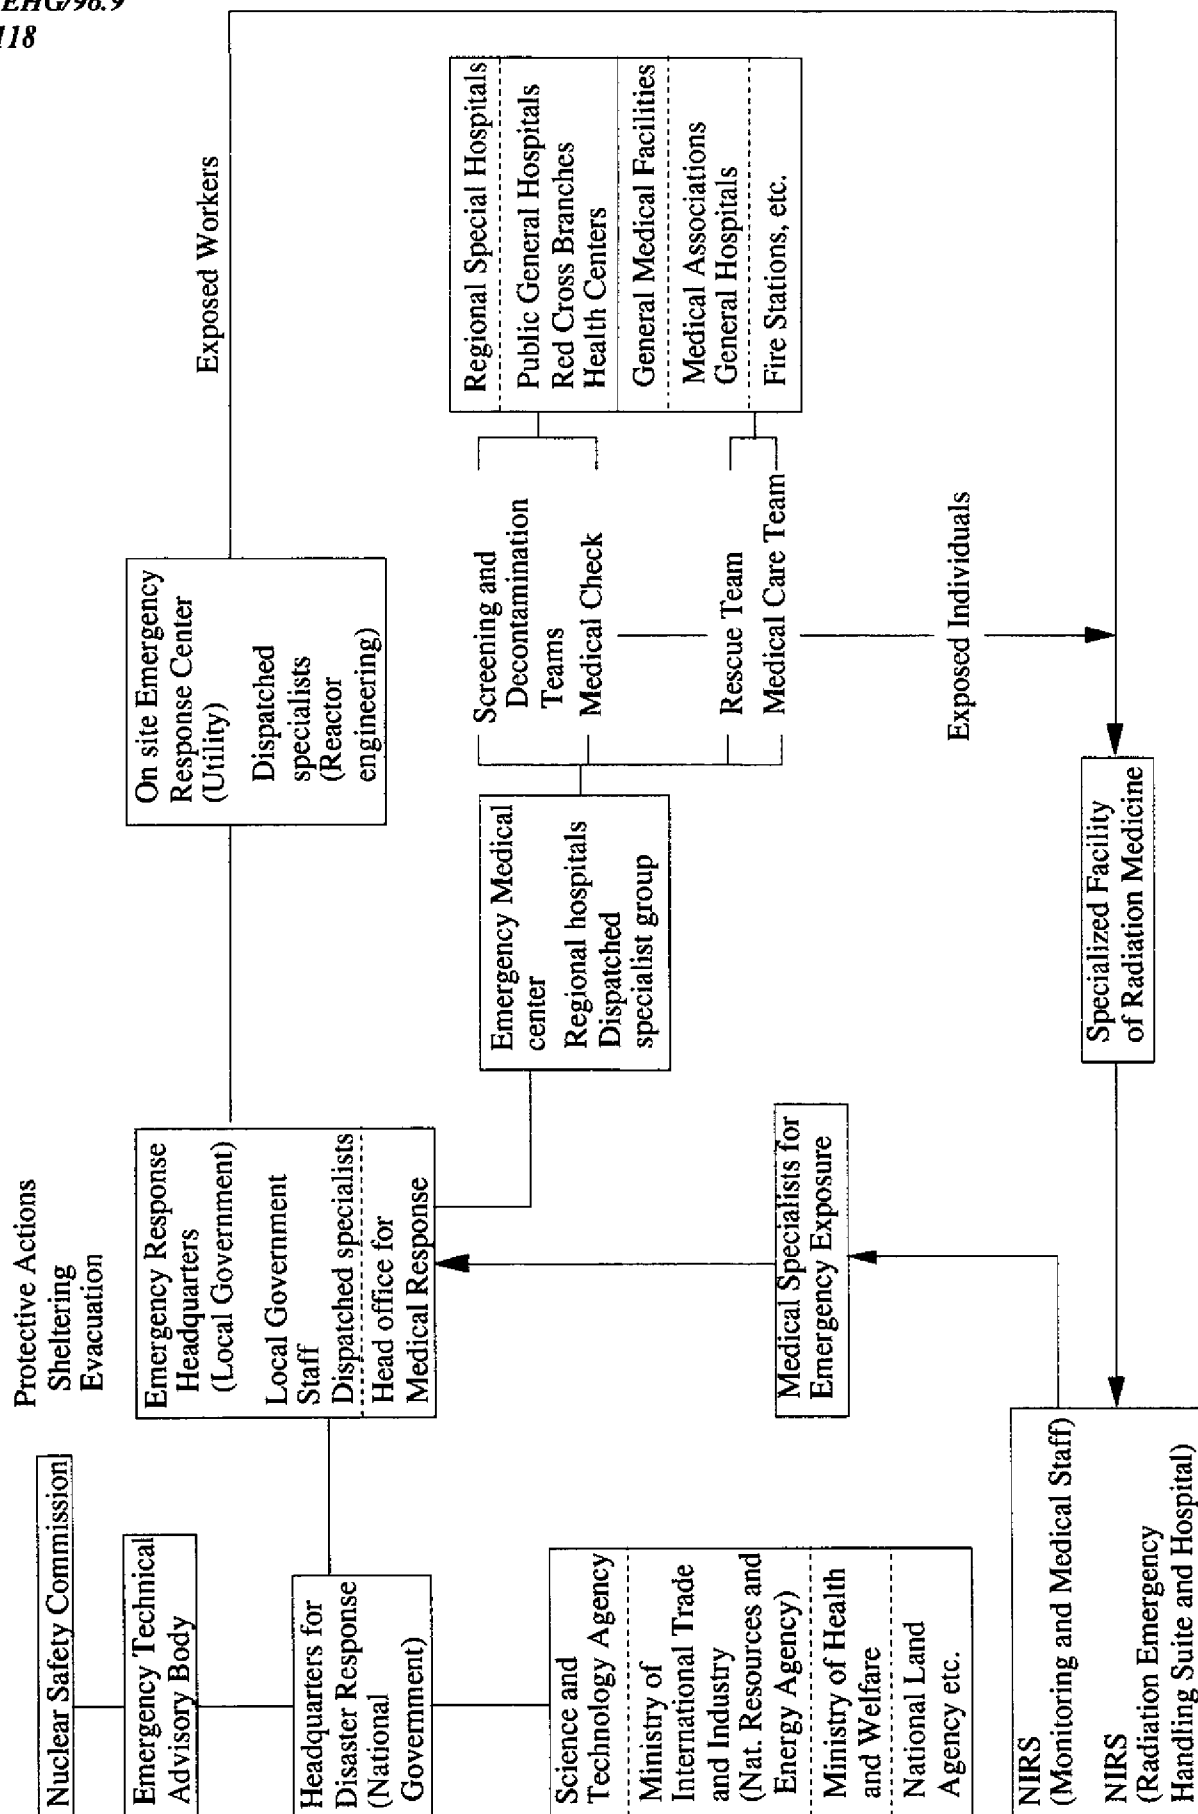 EHG/96.9
118
Nuclear Safety Commission
Emergency Technical
Advisory Body
Headquarters for
Disaster Response
(National
Government)
Science and
Technology Agency
Ministry of
International Trade
and Industry
(Nat. Resources and
Energy Agency)
Ministry of Health
and Welfare
National Land
Agency etc.
NIRS
(Monitoring and Medical Staff)
NIRS
(Radiation Emergency
Handling Suite and Hospital)
Protective Actions
Sheltering
Evacuation
Emergency Response
Headquarters
(Local Government)
Local Government
Staff
Dispatched specialists
Head office for
Medical Response
Medical Specialists for
Emergency Exposure
On site Emergency
Response Center
(Utility)
Dispatched
specialists
(Reactor
engineering)
Emergency Medical
center
Regional hospitals
Dispatched
specialist group
Specialized Facility
of Radiation Medicine
Exposed Workers
Screening and
Decontamination
Teams
Medical Check
Rescue Team
Medical Care Team
Exposed Individuals
Regional Special Hospitals
Public General Hospitals
Red Cross Branches
Health Centers
General Medical Facilities
Medical Associations
General Hospitals
Fire Stations, etc.